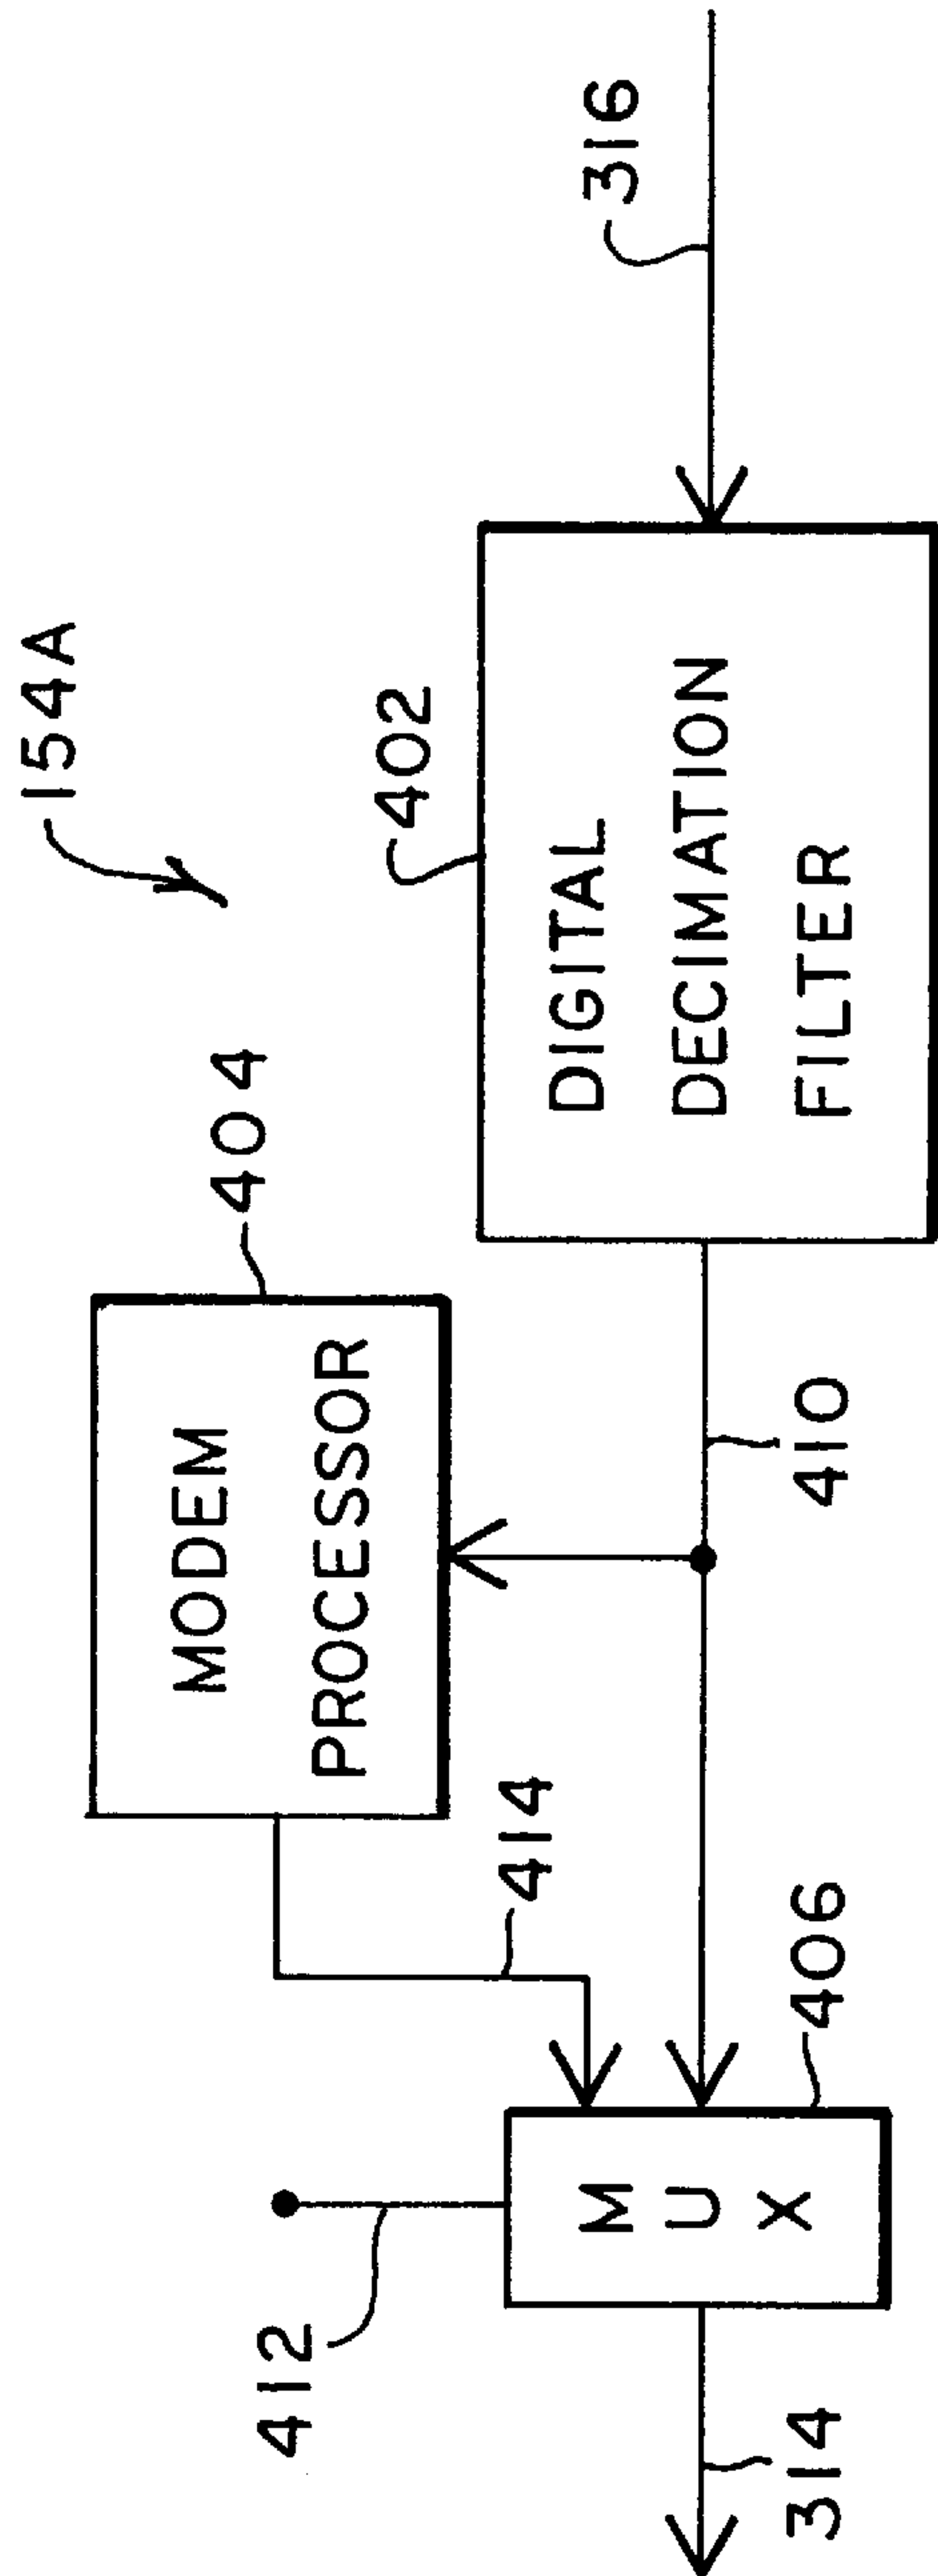 154A
404
402
316
MODEM
PROCESSOR
DIGITAL
DECIMATION
FILTER
412
414
M
U
X
314
406
410